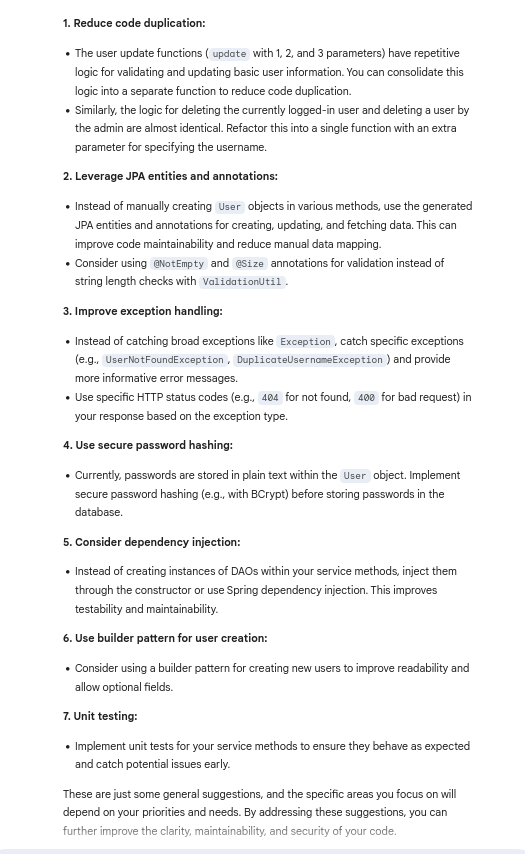 1. Reduce code duplication:
• The user update functions ( update with 1, 2, and 3 parameters) have repetitive
logic for validating and updating basic user information. You can consolidate this
logic into a separate function to reduce code duplication.
• Similarly, the logic for deleting the currently logged-in user and deleting a user by
the admin are almost identical. Refactor this into a single function with an extra
parameter for specifying the username.
2. Leverage JPA entities and annotations:
• Instead of manually creating User objects in various methods, use the generated
JPA entities and annotations for creating, updating, and fetching data. This can
improve code maintainability and reduce manual data mapping.
• Consider using @NotEmpty and @Size annotations for validation instead of
string length checks with ValidationUtil .
3. Improve exception handling:
• Instead of catching broad exceptions like Exception , catch specific exceptions
(e.g., UserNotFoundException , DuplicateUsernameException ) and provide
more informative error messages.
• Use specific HTTP status codes (e.g., 404 for not found, 400 for bad request) in
your response based on the exception type.
4. Use secure password hashing:
• Currently, passwords are stored in plain text within the User object. Implement
secure password hashing (e.g., with BCrypt) before storing passwords in the
database.
5. Consider dependency injection:
• Instead of creating instances of DAOs within your service methods, inject them
through the constructor or use Spring dependency injection. This improves
testability and maintainability.
6. Use builder pattern for user creation:
• Consider using a builder pattern for creating new users to improve readability and
allow optional fields.
7. Unit testing:
• Implement unit tests for your service methods to ensure they behave as expected
and catch potential issues early.
These are just some general suggestions, and the specific areas you focus on will
depend on your priorities and needs. By addressing these suggestions, you can
further improve the clarity, maintainability, and security of your code.